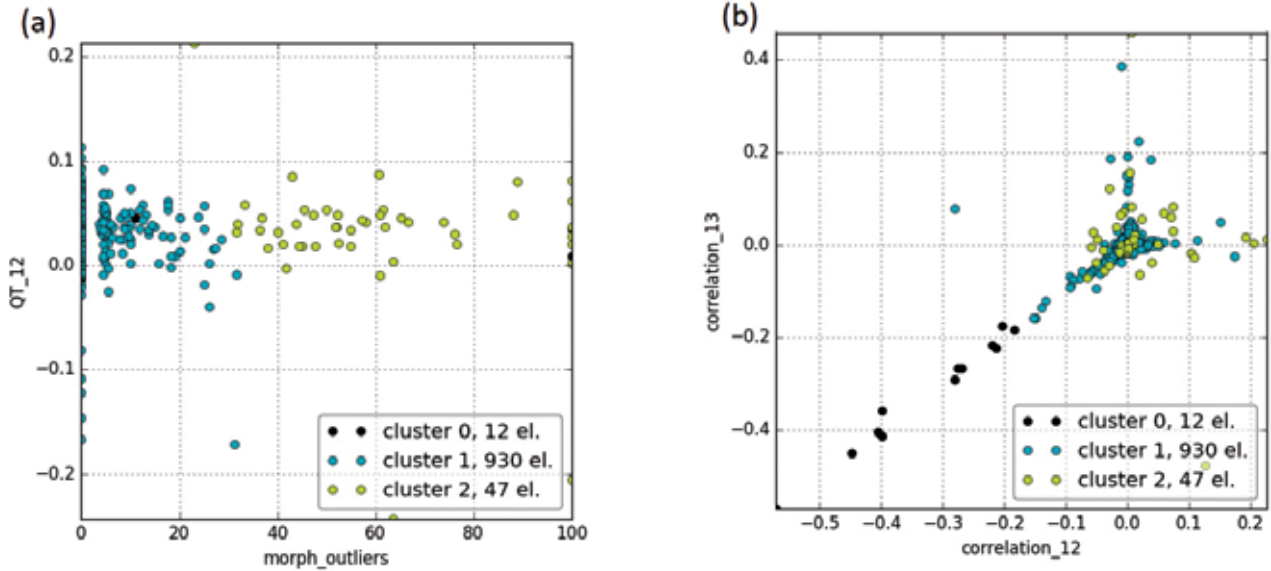 (a)
0.2
0.1
0.0
−0.1
−0.2
QT_12
0 20 40 60 80 100
morph_outliers
cluster 0, 12 el.
cluster 1, 930 el.
cluster 2, 47 el.
(b)
0.4
0.2
0.0
−0.2
−0.4
correlation_13
−0.5 −0.4 −0.3 −0.2 −0.1 0.0 0.1 0.2
correlation_12
cluster 0, 12 el.
cluster 1, 930 el.
cluster 2, 47 el.